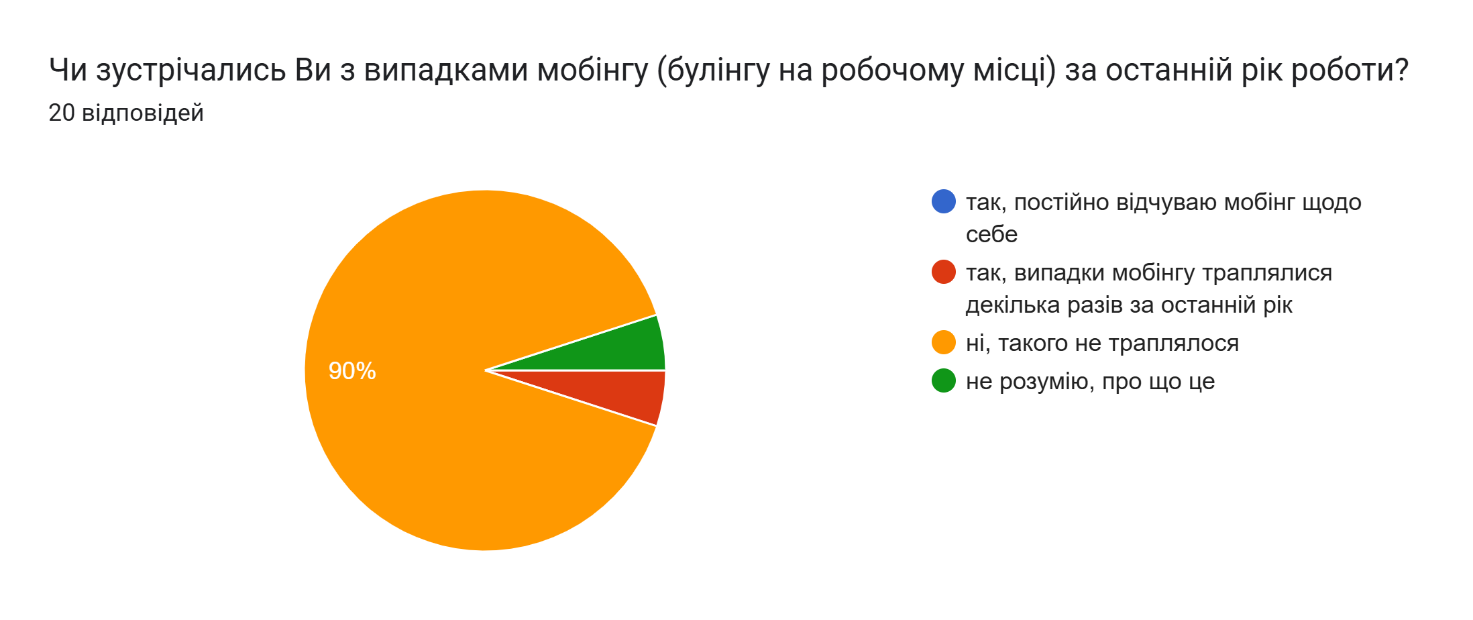 Чи зустрічались Ви з випадками мобінгу (булінгу на робочому місці) за останній рік роботи?
20 відповідей
90%
так, постійно відчуваю мобінг щодо
себе
так, випадки мобінгу траплялися
декілька разів за останній рік
ні, такого не траплялося
не розумію, про що це